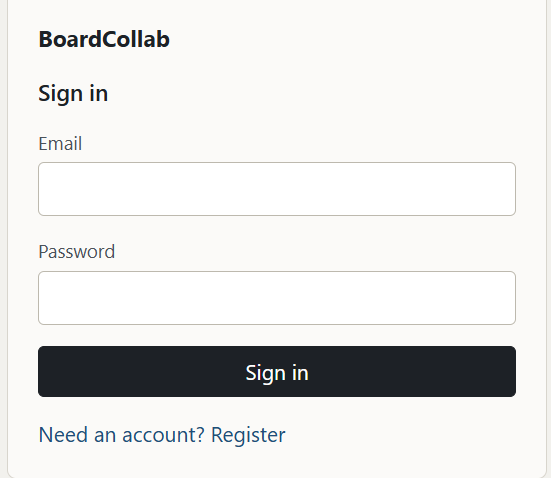 BoardCollab
Sign in
Email
Password
Sign in
Need an account? Register